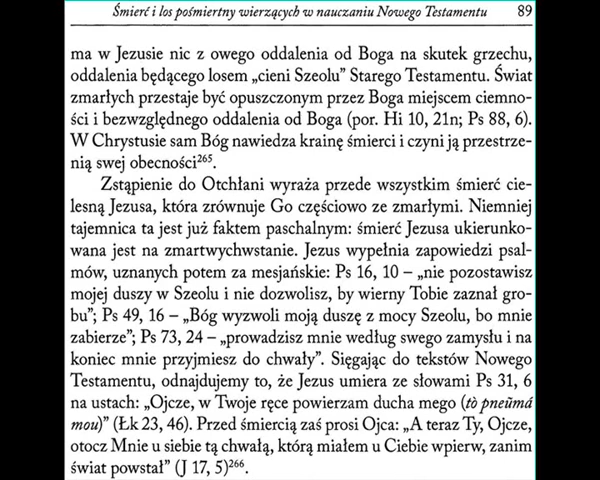 Śmierć i los pośmiertny wierzących w nauczaniu Nowego Testamentu 89
ma w Jezusie nic z owego oddalenia od Boga na skutek grzechu,
oddalenia będącego losem „cieni Szeolu” Starego Testamentu. Świat
zmarłych przestaje być opuszczonym przez Boga miejscem ciemno-
ści i bezwzględnego oddalenia od Boga (por. Hi 10, 21n; Ps 88, 6).
W Chrystusie sam Bóg nawiedza krainę śmierci i czyni ją przestrze-
nią swej obecności²⁶⁵.
Zstąpienie do Otchłani wyraża przede wszystkim śmierć cie-
lesną Jezusa, która zrównuje Go częściowo ze zmarłymi. Niemniej
tajemnica ta jest już faktem paschalnym: śmierć Jezusa ukierunko-
wana jest na zmartwychwstanie. Jezus wypełnia zapowiedzi psal-
mów, uznanych potem za mesjańskie: Ps 16, 10 – „nie pozostawisz
mojej duszy w Szeolu i nie dozwolisz, by wierny Tobie zaznał gro-
bu”; Ps 49, 16 – „Bóg wyzwoli moją duszę z mocy Szeolu, bo mnie
zabierze”; Ps 73, 24 – „prowadzisz mnie według swego zamysłu i na
koniec mnie przyjmiesz do chwały”. Sięgając do tekstów Nowego
Testamentu, odnajdujemy to, że Jezus umiera ze słowami Ps 31, 6
na ustach: „Ojcze, w Twoje ręce powierzam ducha mego (tò pneũmá
mou)” (Łk 23, 46). Przed śmiercią zaś prosi Ojca: „A teraz Ty, Ojcze,
otocz Mnie u siebie tą chwałą, którą miałem u Ciebie wpierw, zanim
świat powstał” (J 17, 5)²⁶⁶.